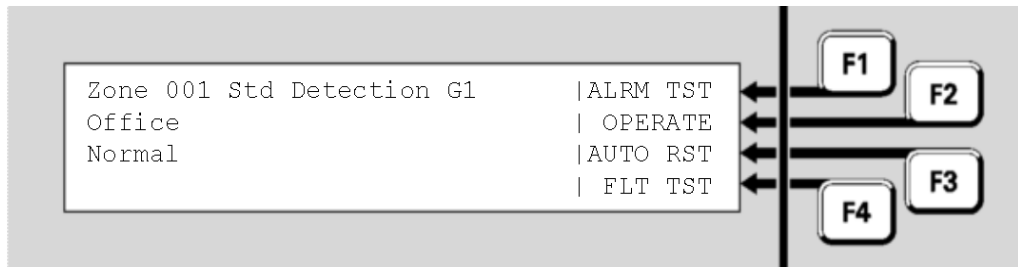 Zone 001 Std Detection G1 |ALRM TST
Office | OPERATE
Normal |AUTO RST
| FLT TST
F1
F2
F3
F4